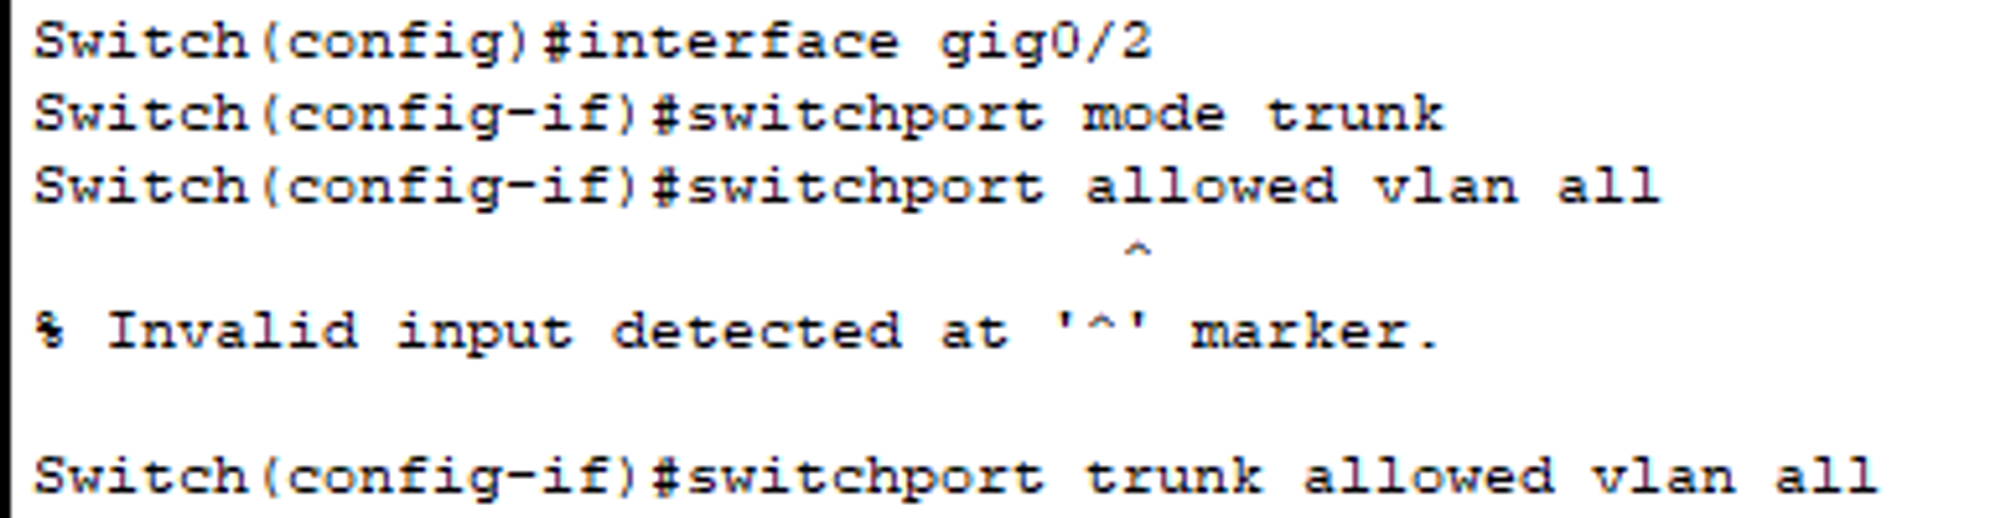 Switch(config)#interface gig0/2
Switch(config-if)#switchport mode trunk
Switch(config-if)#switchport allowed vlan all
^
% Invalid input detected at '^' marker.
Switch(config-if)#switchport trunk allowed vlan all